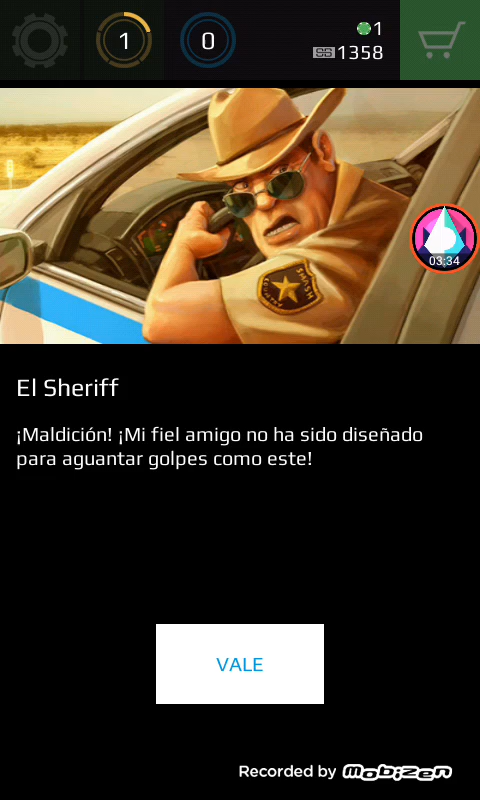 1
0
1
1358
SMASH
03:34
El Sheriff
¡Maldición! ¡Mi fiel amigo no ha sido diseñado
para aguantar golpes como este!
VALE
Recorded by Mobizen